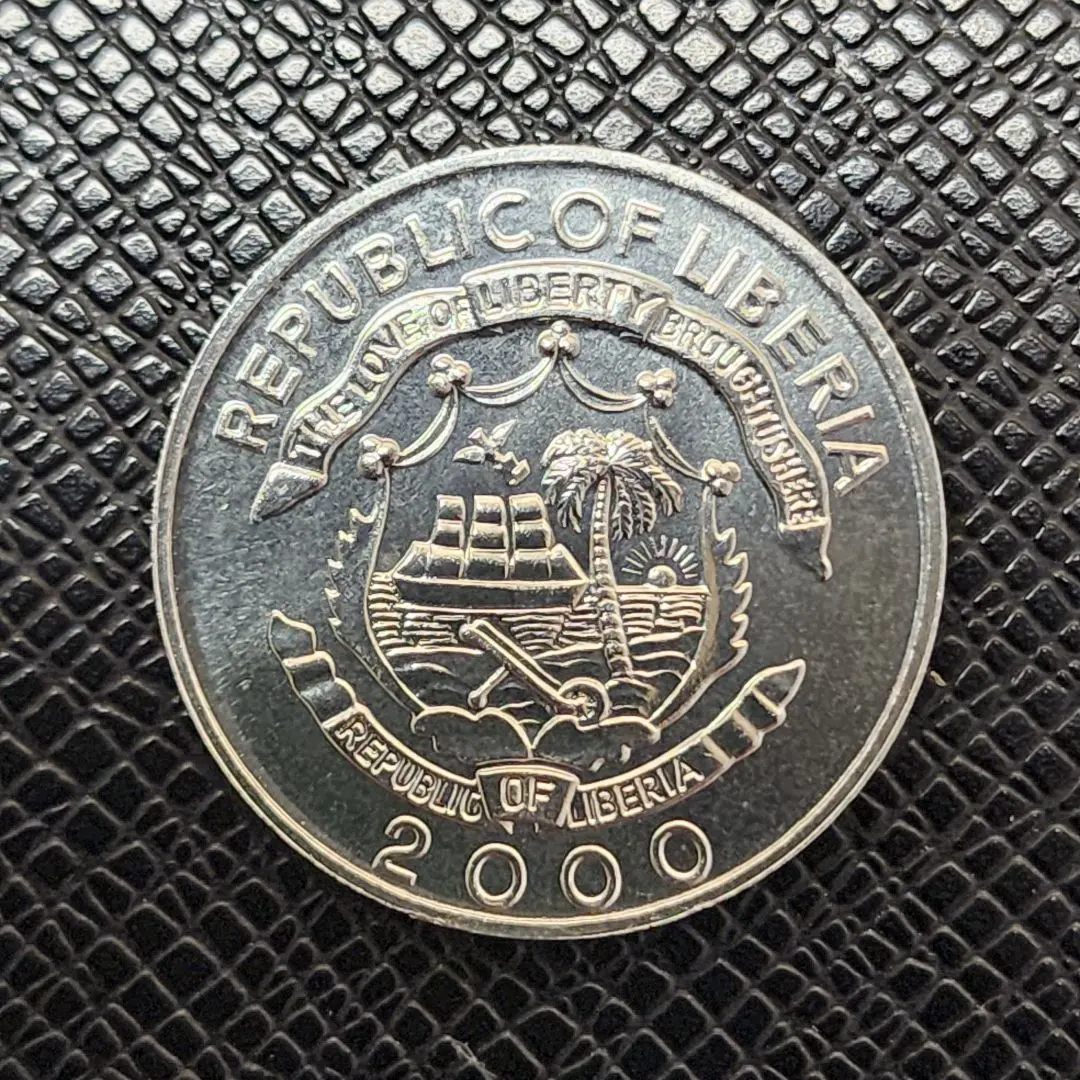 REPUBLIC OF LIBERIA
THE LOVE OF LIBERTY BROUGHT US HERE
REPUBLIC OF LIBERIA
2000